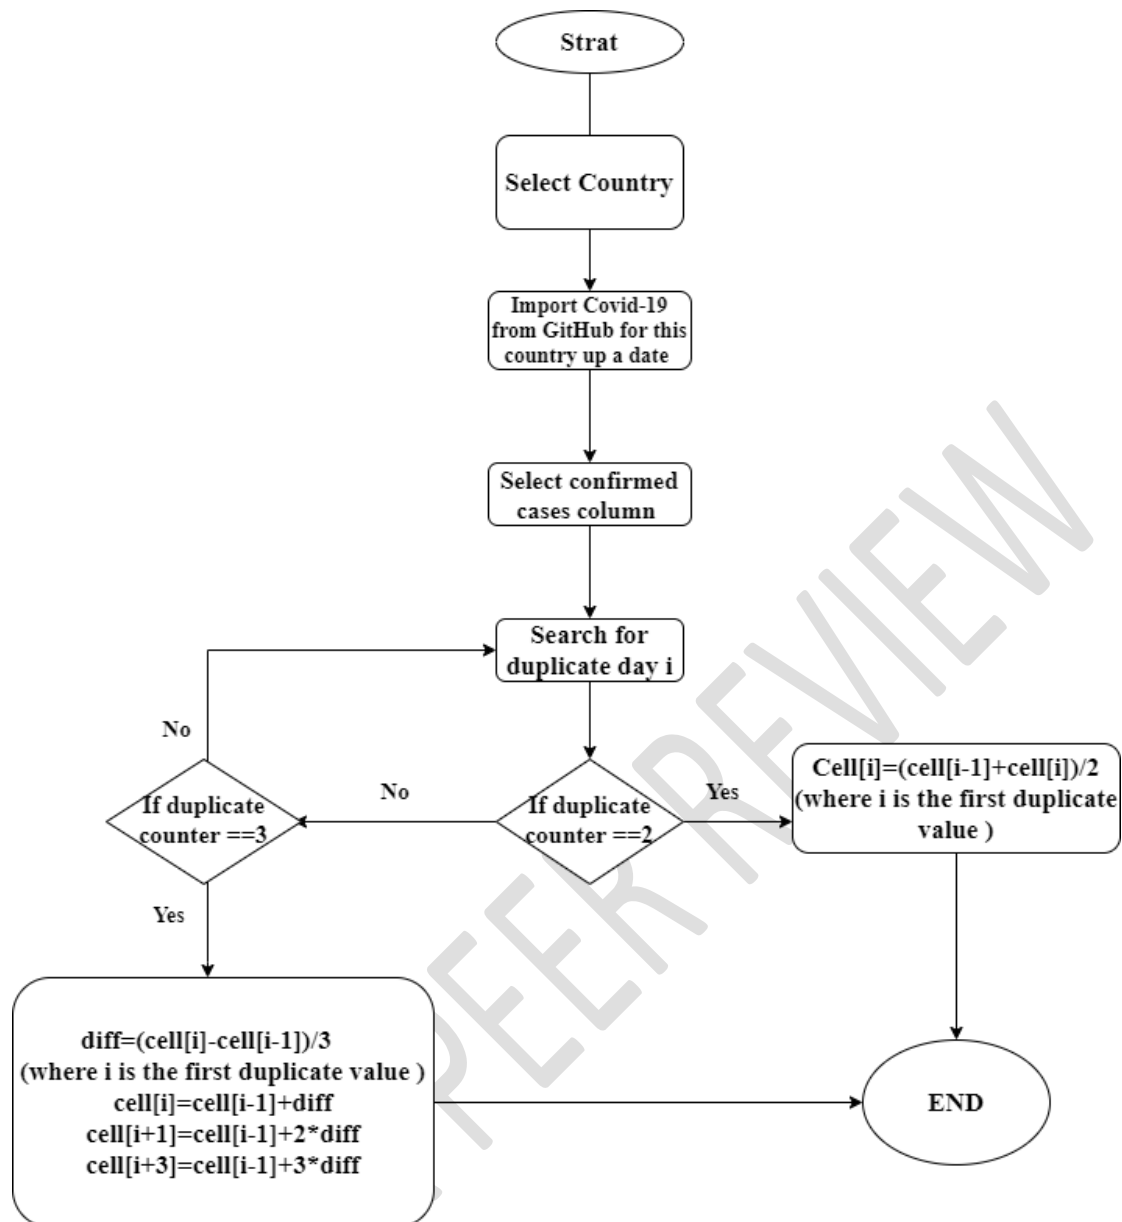 Strat
Select Country
Import Covid-19
from GitHub for this
country up a date
Select confirmed
cases column
Search for
duplicate day i
No
If duplicate
counter ==3
No
If duplicate
counter ==2
Yes
Cell[i]=(cell[i-1]+cell[i])/2
(where i is the first duplicate
value )
Yes
diff=(cell[i]-cell[i-1])/3
(where i is the first duplicate value )
cell[i]=cell[i-1]+diff
cell[i+1]=cell[i-1]+2*diff
cell[i+3]=cell[i-1]+3*diff
END
PEER REVIEW